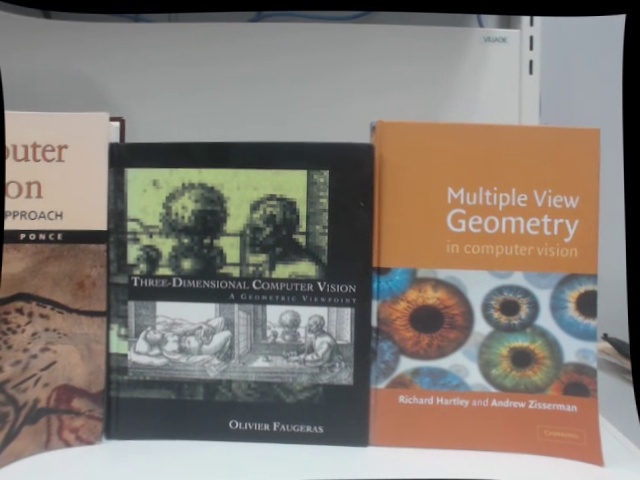 outer
on
PPROACH
PONCE
THREE-DIMENSIONAL COMPUTER VISION
A GEOMETRIC VIEWPOINT
OLIVIER FAUGERAS
Multiple View
Geometry
in computer vision
Richard Hartley and Andrew Zisserman
CAMBRIDGE